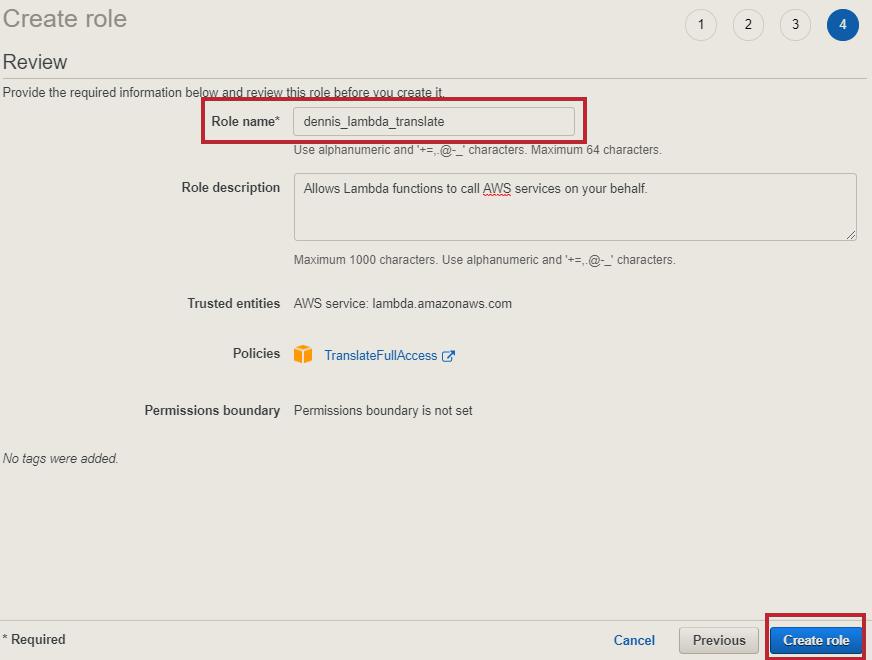 Create role
1 2 3 4
Review
Provide the required information below and review this role before you create it.
Role name* dennis_lambda_translate
Use alphanumeric and '+=,.@-_' characters. Maximum 64 characters.
Role description Allows Lambda functions to call AWS services on your behalf.
Maximum 1000 characters. Use alphanumeric and '+=,.@-_' characters.
Trusted entities AWS service: lambda.amazonaws.com
Policies TranslateFullAccess
Permissions boundary Permissions boundary is not set
No tags were added.
* Required Cancel Previous Create role